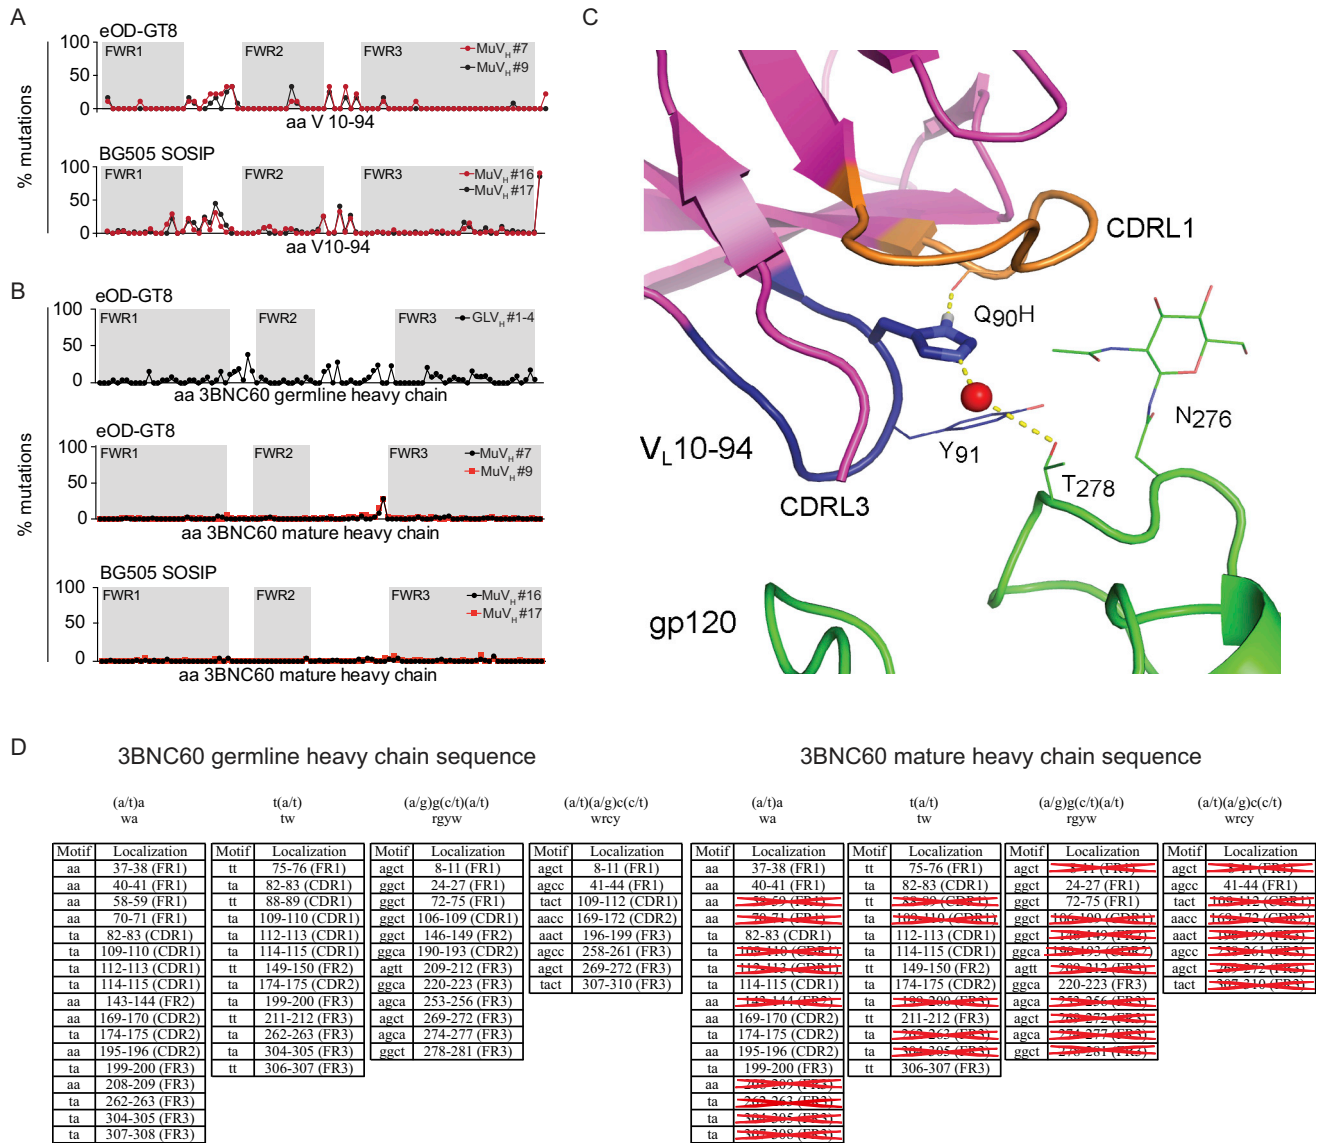 A
eOD-GT8
FWR1
FWR2
FWR3
MuVH #7
MuVH #9
100
50
0
aa V 10-94
% mutations
BG505 SOSIP
FWR1
FWR2
FWR3
MuVH #16
MuVH #17
100
50
0
aa V10-94
B
eOD-GT8
FWR1
FWR2
FWR3
GLVH #1-4
100
50
0
aa 3BNC60 germline heavy chain
% mutations
eOD-GT8
FWR1
FWR2
FWR3
MuVH #7
MuVH #9
100
50
0
aa 3BNC60 mature heavy chain
BG505 SOSIP
FWR1
FWR2
FWR3
MuVH #16
MuVH #17
100
50
0
aa 3BNC60 mature heavy chain
C
CDRL1
Q90H
N276
Y91
VL10-94
T278
CDRL3
gp120
D
3BNC60 germline heavy chain sequence
(a/t)a
wa
Motif Localization
aa 37-38 (FR1)
aa 40-41 (FR1)
aa 58-59 (FR1)
aa 70-71 (FR1)
ta 82-83 (CDR1)
ta 109-110 (CDR1)
ta 112-113 (CDR1)
ta 114-115 (CDR1)
aa 143-144 (FR2)
aa 169-170 (CDR2)
ta 174-175 (CDR2)
aa 195-196 (CDR2)
ta 199-200 (FR3)
aa 208-209 (FR3)
ta 262-263 (FR3)
ta 304-305 (FR3)
ta 307-308 (FR3)
t(a/t)
tw
Motif Localization
tt 75-76 (FR1)
ta 82-83 (CDR1)
tt 88-89 (CDR1)
ta 109-110 (CDR1)
ta 112-113 (CDR1)
ta 114-115 (CDR1)
tt 149-150 (FR2)
ta 174-175 (CDR2)
ta 199-200 (FR3)
tt 211-212 (FR3)
ta 262-263 (FR3)
ta 304-305 (FR3)
tt 306-307 (FR3)
(a/g)g(c/t)(a/t)
rgyw
Motif Localization
agct 8-11 (FR1)
ggct 24-27 (FR1)
ggct 72-75 (FR1)
ggct 106-109 (CDR1)
ggct 146-149 (FR2)
ggca 190-193 (CDR2)
agtt 209-212 (FR3)
ggca 220-223 (FR3)
agca 253-256 (FR3)
agct 269-272 (FR3)
agca 274-277 (FR3)
ggct 278-281 (FR3)
(a/t)(a/g)c(c/t)
wrcy
Motif Localization
agct 8-11 (FR1)
agcc 41-44 (FR1)
tact 109-112 (CDR1)
aacc 169-172 (CDR2)
aact 196-199 (FR3)
agcc 258-261 (FR3)
agct 269-272 (FR3)
tact 307-310 (FR3)
3BNC60 mature heavy chain sequence
(a/t)a
wa
Motif Localization
aa 37-38 (FR1)
aa 40-41 (FR1)
aa 58-59 (FR1)
aa 70-71 (FR1)
ta 82-83 (CDR1)
ta 109-110 (CDR1)
ta 112-113 (CDR1)
ta 114-115 (CDR1)
aa 143-144 (FR2)
aa 169-170 (CDR2)
ta 174-175 (CDR2)
aa 195-196 (CDR2)
ta 199-200 (FR3)
aa 208-209 (FR3)
ta 262-263 (FR3)
ta 304-305 (FR3)
ta 307-308 (FR3)
t(a/t)
tw
Motif Localization
tt 75-76 (FR1)
ta 82-83 (CDR1)
tt 88-89 (CDR1)
ta 109-110 (CDR1)
ta 112-113 (CDR1)
ta 114-115 (CDR1)
tt 149-150 (FR2)
ta 174-175 (CDR2)
ta 199-200 (FR3)
tt 211-212 (FR3)
ta 262-263 (FR3)
ta 304-305 (FR3)
tt 306-307 (FR3)
(a/g)g(c/t)(a/t)
rgyw
Motif Localization
agct 8-11 (FR1)
ggct 24-27 (FR1)
ggct 72-75 (FR1)
ggct 106-109 (CDR1)
ggct 146-149 (FR2)
ggca 190-193 (CDR2)
agtt 209-212 (FR3)
ggca 220-223 (FR3)
agca 253-256 (FR3)
agct 269-272 (FR3)
agca 274-277 (FR3)
ggct 278-281 (FR3)
(a/t)(a/g)c(c/t)
wrcy
Motif Localization
agct 8-11 (FR1)
agcc 41-44 (FR1)
tact 109-112 (CDR1)
aacc 169-172 (CDR2)
aact 196-199 (FR3)
agcc 258-261 (FR3)
agct 269-272 (FR3)
tact 307-310 (FR3)